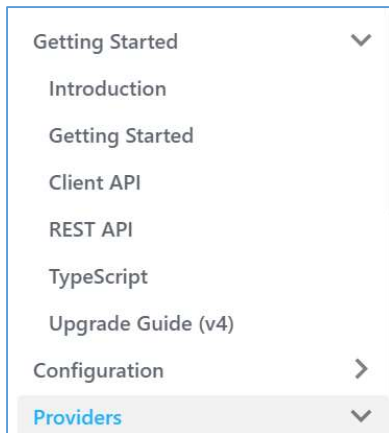 Getting Started
Introduction
Getting Started
Client API
REST API
TypeScript
Upgrade Guide (v4)
Configuration
Providers